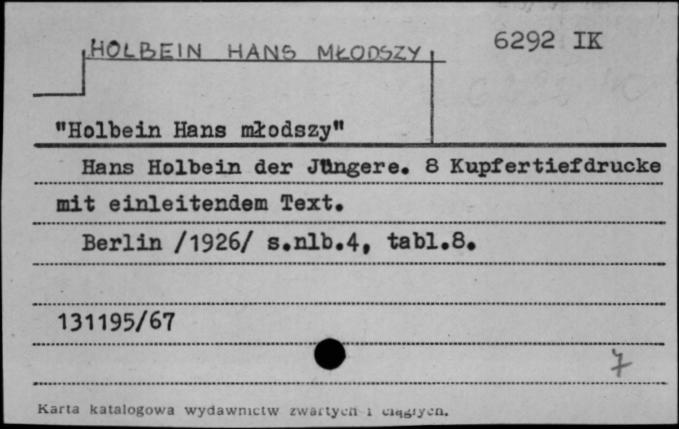 HOLBEIN HANS MŁODSZY
6292 IK
"Holbein Hans młodszy"
Hans Holbein der Jüngere. 8 Kupfertiefdrucke
mit einleitendem Text.
Berlin /1926/ s.nlb.4, tabl.8.
131195/67
7
Karta katalogowa wydawnictw zwartych i ciągłych.